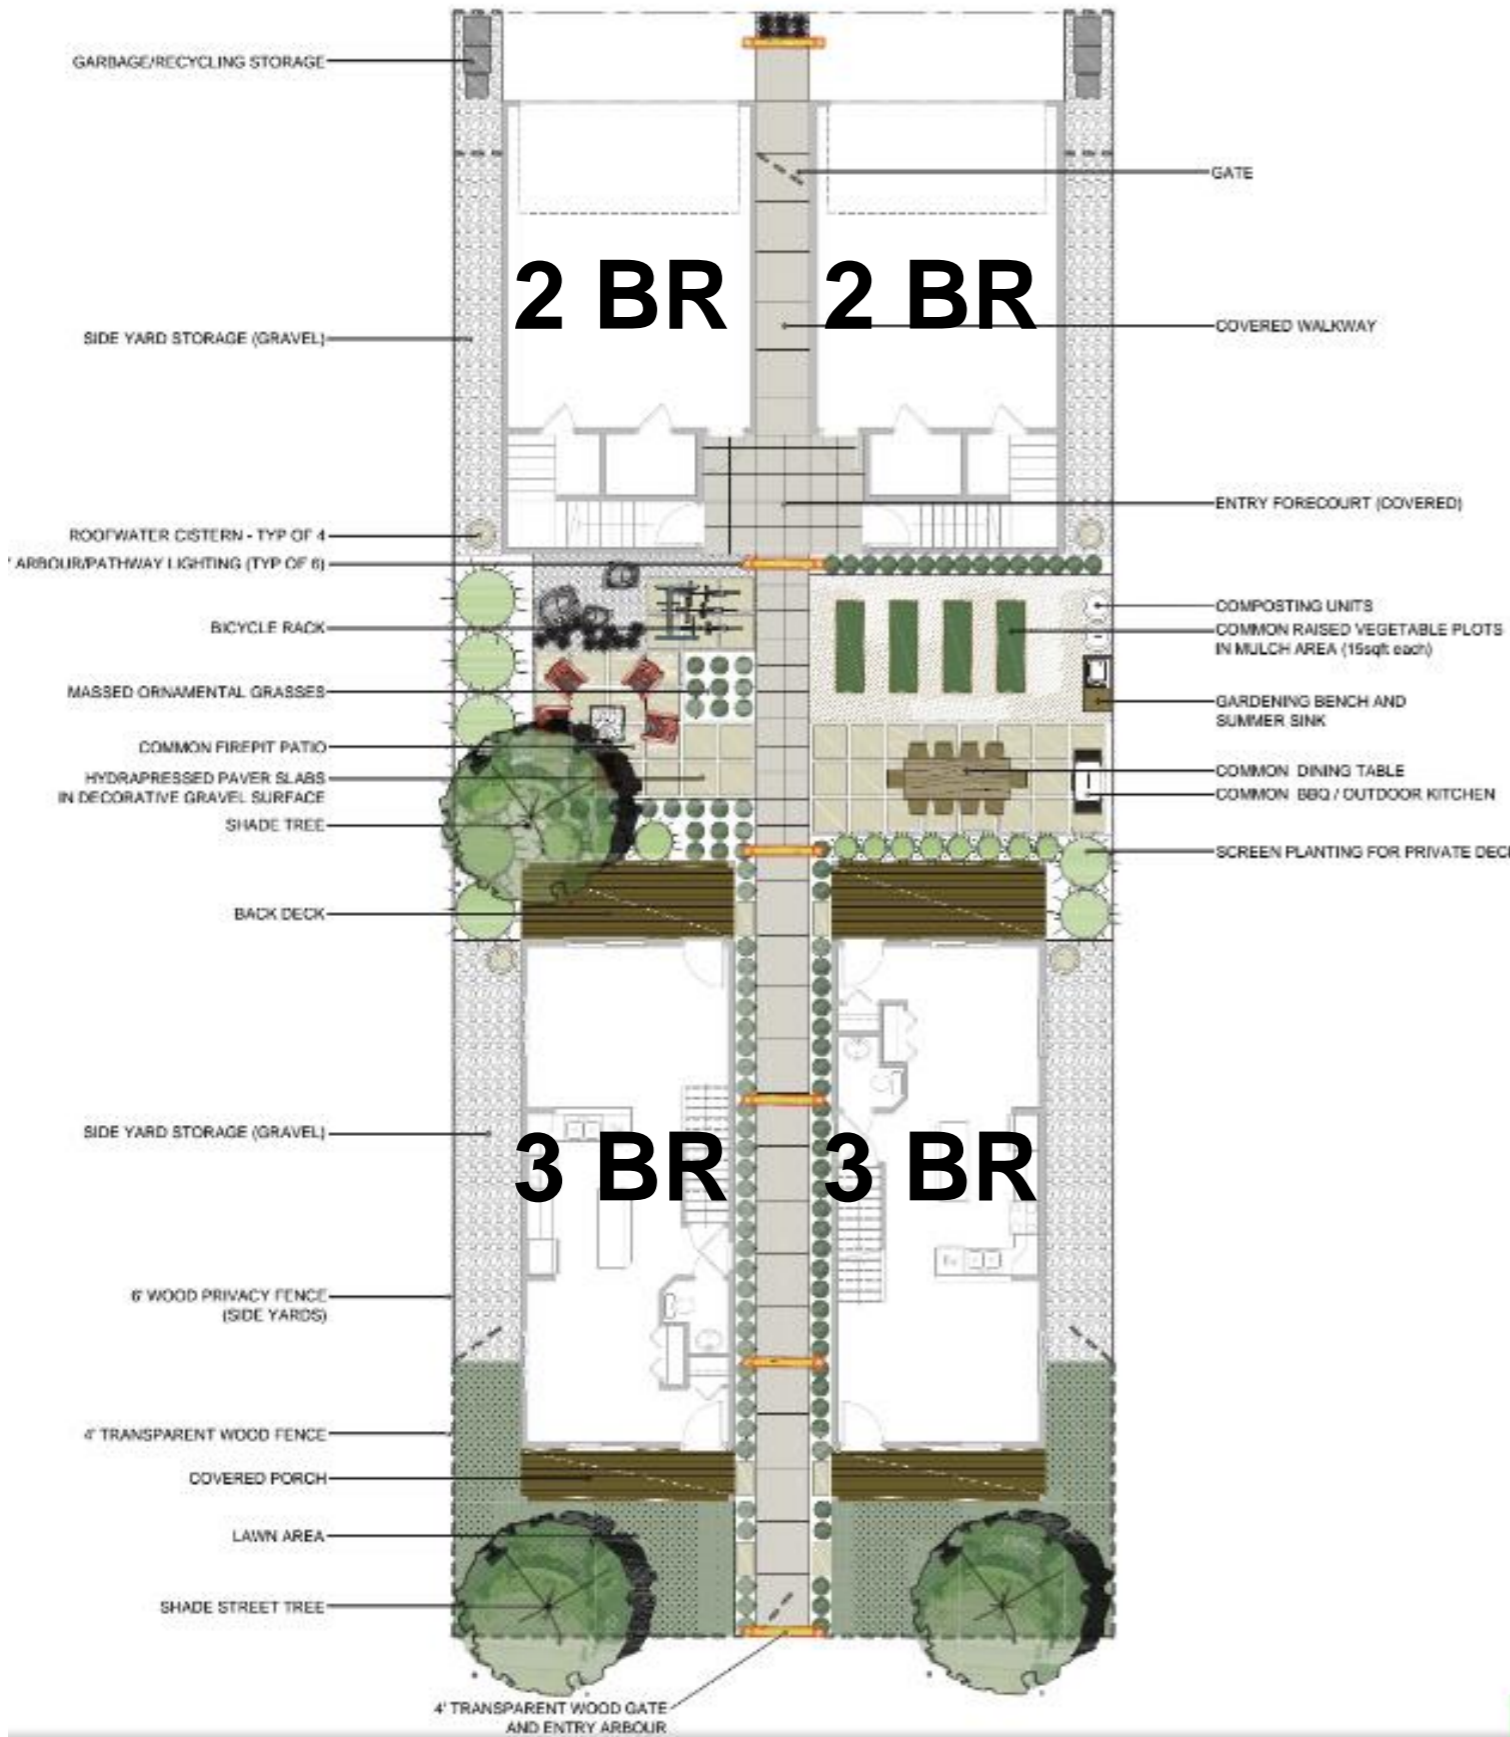 GARBAGE/RECYCLING STORAGE
GATE
2 BR
2 BR
SIDE YARD STORAGE (GRAVEL)
COVERED WALKWAY
ENTRY FORECOURT (COVERED)
ROOFWATER CISTERN - TYP OF 4
ARBOUR/PATHWAY LIGHTING (TYP OF 6)
BICYCLE RACK
COMPOSTING UNITS
COMMON RAISED VEGETABLE PLOTS
IN MULCH AREA (15sqft each)
MASSED ORNAMENTAL GRASSES
GARDENING BENCH AND
SUMMER SINK
COMMON FIREPIT PATIO
HYDRAPRESSED PAVER SLABS
IN DECORATIVE GRAVEL SURFACE
COMMON DINING TABLE
COMMON BBQ / OUTDOOR KITCHEN
SHADE TREE
SCREEN PLANTING FOR PRIVATE DEC
BACK DECK
SIDE YARD STORAGE (GRAVEL)
3 BR
3 BR
6' WOOD PRIVACY FENCE
(SIDE YARDS)
4' TRANSPARENT WOOD FENCE
COVERED PORCH
LAWN AREA
SHADE STREET TREE
4' TRANSPARENT WOOD GATE
AND ENTRY ARBOUR